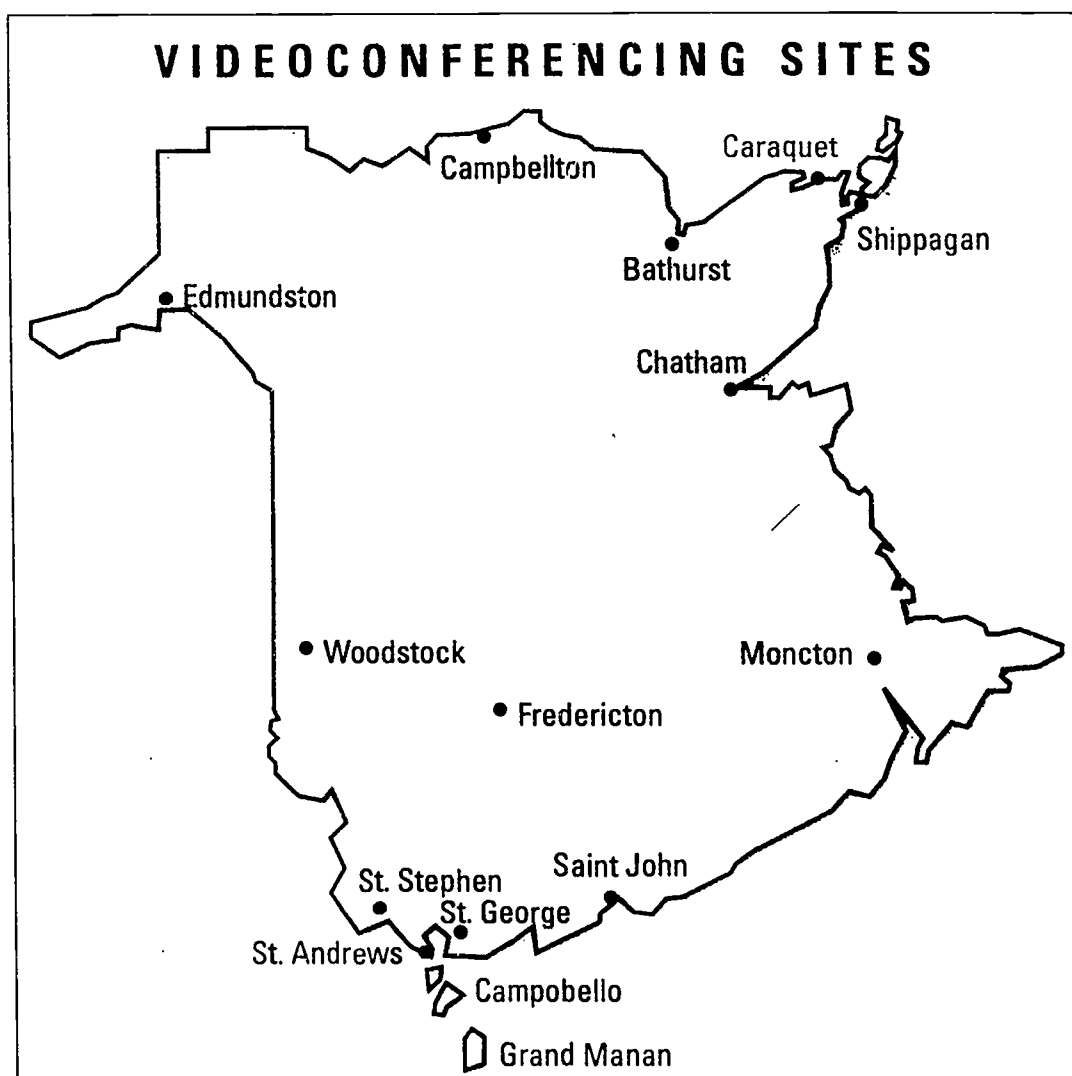 VIDEOCONFERENCING SITES
Campbellton
Caraquet
Shippagan
Bathurst
Edmundston
Chatham
Woodstock
Moncton
Fredericton
Saint John
St. Stephen
St. George
St. Andrews
Campobello
Grand Manan